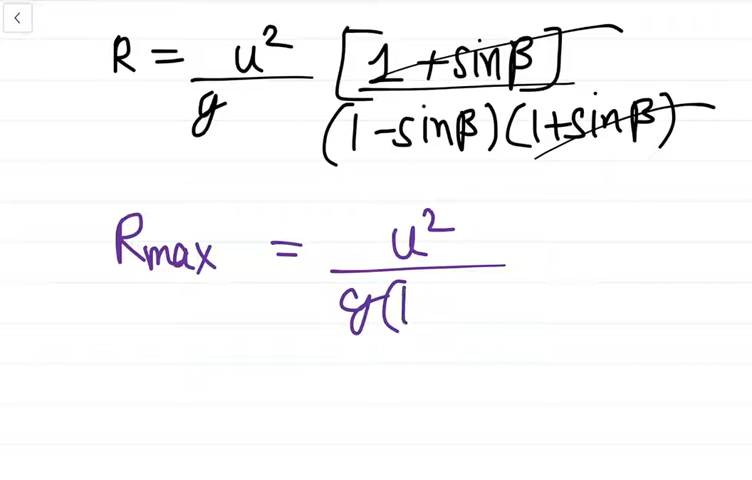 R = u² / g [1 + sinβ] / (1 - sinβ)(1 + sinβ)
Rmax = u² / g(1